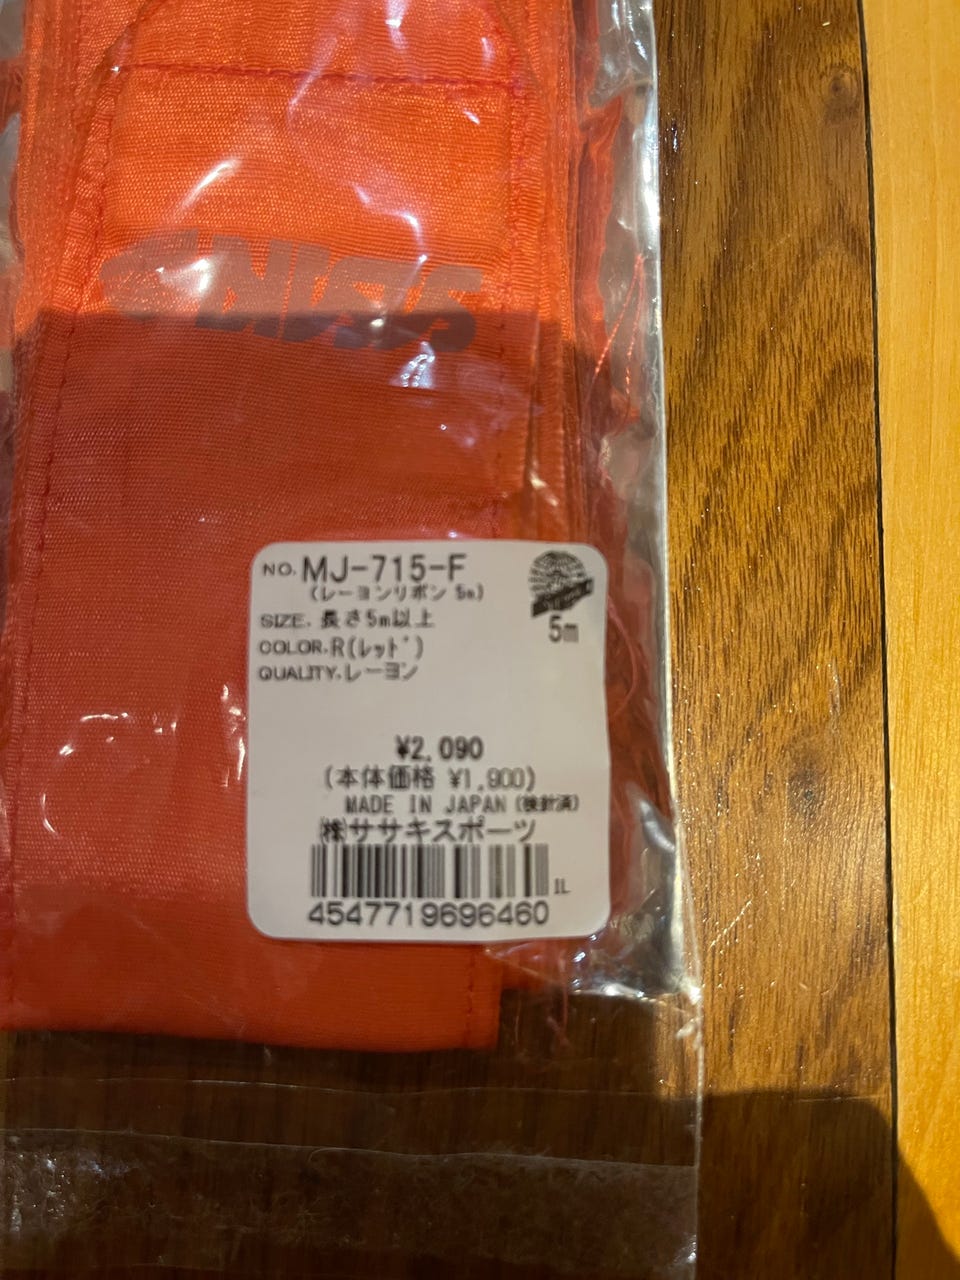 SASAKI
NO. MJ-715-F
(レーヨンリボン 5m)
SIZE. 長さ5m以上
5m
COLOR. R(レッド)
QUALITY. レーヨン
¥2,090
(本体価格 ¥1,900)
MADE IN JAPAN (検針済)
㈱ササキスポーツ
IL
4547719696460